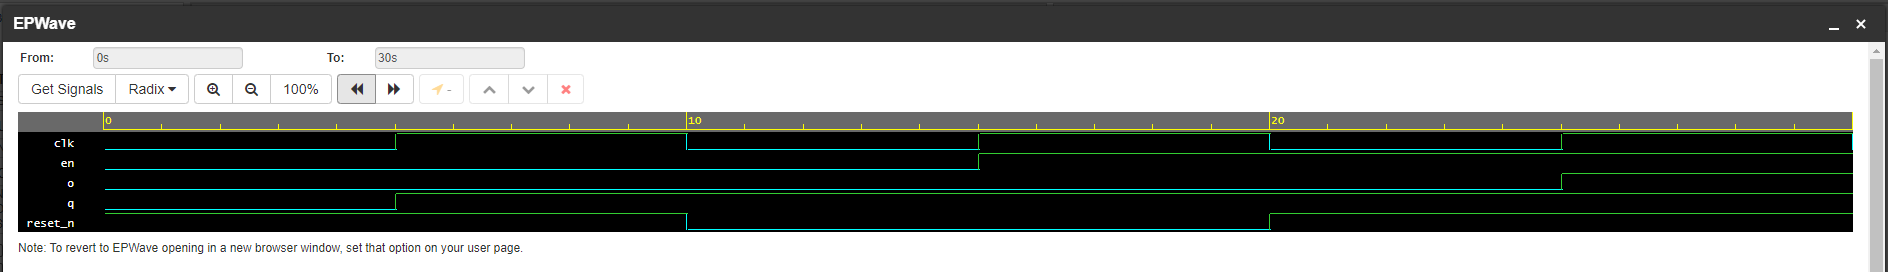 EPWave
From: 0s To: 30s
Get Signals Radix 100% -
0 10 20
clk
en
o
q
reset_n
Note: To revert to EPWave opening in a new browser window, set that option on your user page.